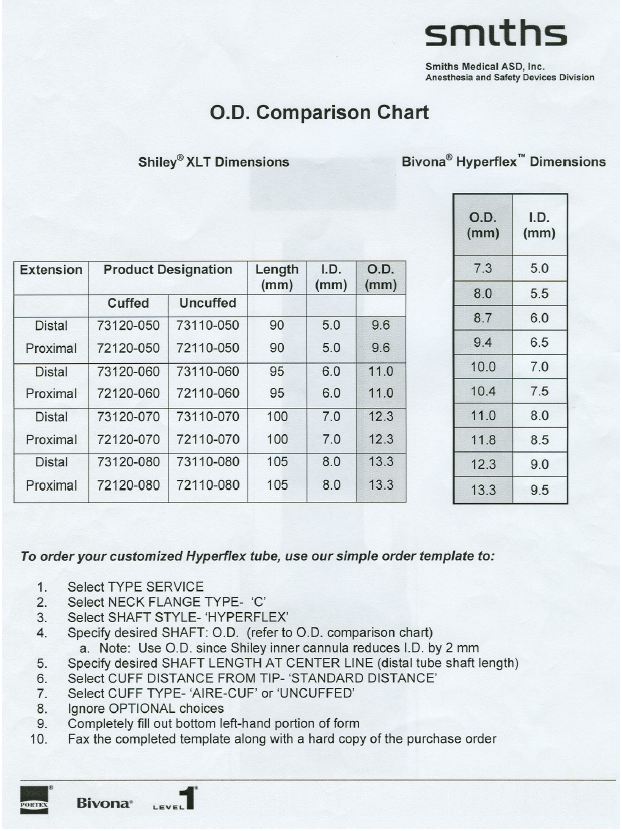 smiths
Smiths Medical ASD, Inc.
Anesthesia and Safety Devices Division
O.D. Comparison Chart
Shiley® XLT Dimensions
Bivona® Hyperflex™ Dimensions
O.D. I.D.
(mm) (mm)
7.3 5.0
8.0 5.5
8.7 6.0
9.4 6.5
10.0 7.0
10.4 7.5
11.0 8.0
11.8 8.5
12.3 9.0
13.3 9.5
Extension Product Designation Length I.D. O.D.
(mm) (mm) (mm)
Cuffed Uncuffed
Distal 73120-050 73110-050 90 5.0 9.6
Proximal 72120-050 72110-050 90 5.0 9.6
Distal 73120-060 73110-060 95 6.0 11.0
Proximal 72120-060 72110-060 95 6.0 11.0
Distal 73120-070 73110-070 100 7.0 12.3
Proximal 72120-070 72110-070 100 7.0 12.3
Distal 73120-080 73110-080 105 8.0 13.3
Proximal 72120-080 72110-080 105 8.0 13.3
To order your customized Hyperflex tube, use our simple order template to:
1. Select TYPE SERVICE
2. Select NECK FLANGE TYPE- ‘C’
3. Select SHAFT STYLE- ‘HYPERFLEX’
4. Specify desired SHAFT: O.D. (refer to O.D. comparison chart)
a. Note: Use O.D. since Shiley inner cannula reduces I.D. by 2 mm
5. Specify desired SHAFT LENGTH AT CENTER LINE (distal tube shaft length)
6. Select CUFF DISTANCE FROM TIP- ‘STANDARD DISTANCE’
7. Select CUFF TYPE- ‘AIRE-CUF’ or ‘UNCUFFED’
8. Ignore OPTIONAL choices
9. Completely fill out bottom left-hand portion of form
10. Fax the completed template along with a hard copy of the purchase order
PORTEX® Bivona® LEVEL 1®